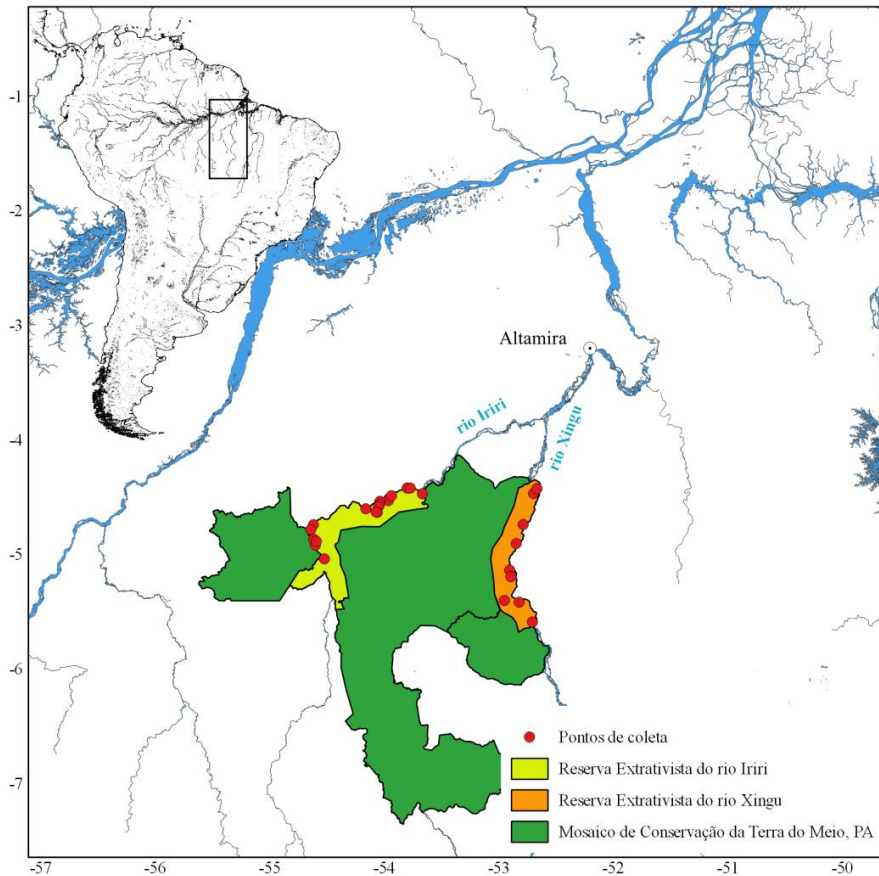 -1
-2
-3
-4
-5
-6
-7
Altamira
rio Iriri
rio Xingu
Pontos de coleta
Reserva Extrativista do rio Iriri
Reserva Extrativista do rio Xingu
Mosaico de Conservação da Terra do Meio, PA
-57 -56 -55 -54 -53 -52 -51 -50